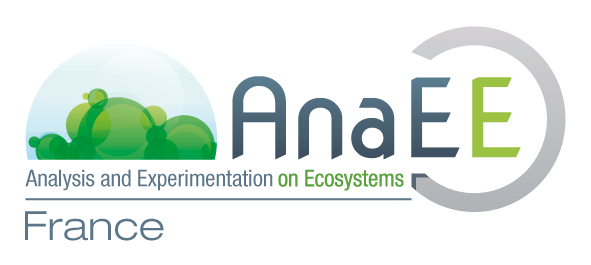 AnaEE
Analysis and Experimentation on Ecosystems
France